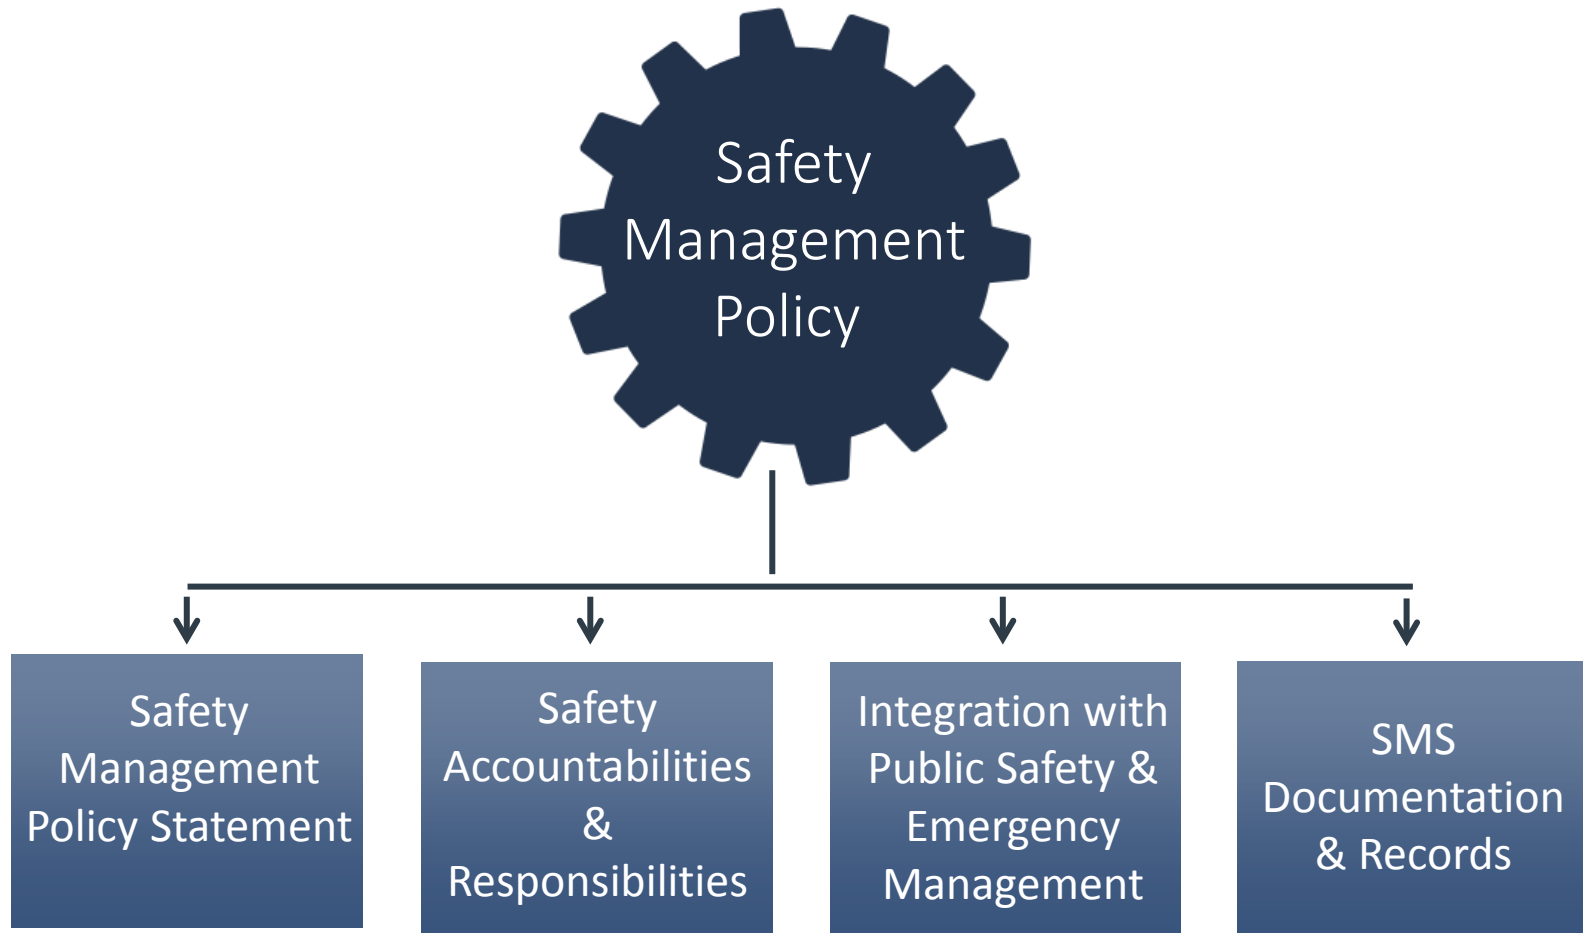 Safety
Management
Policy
Safety
Management
Policy Statement
Safety
Accountabilities
&
Responsibilities
Integration with
Public Safety &
Emergency
Management
SMS
Documentation
& Records